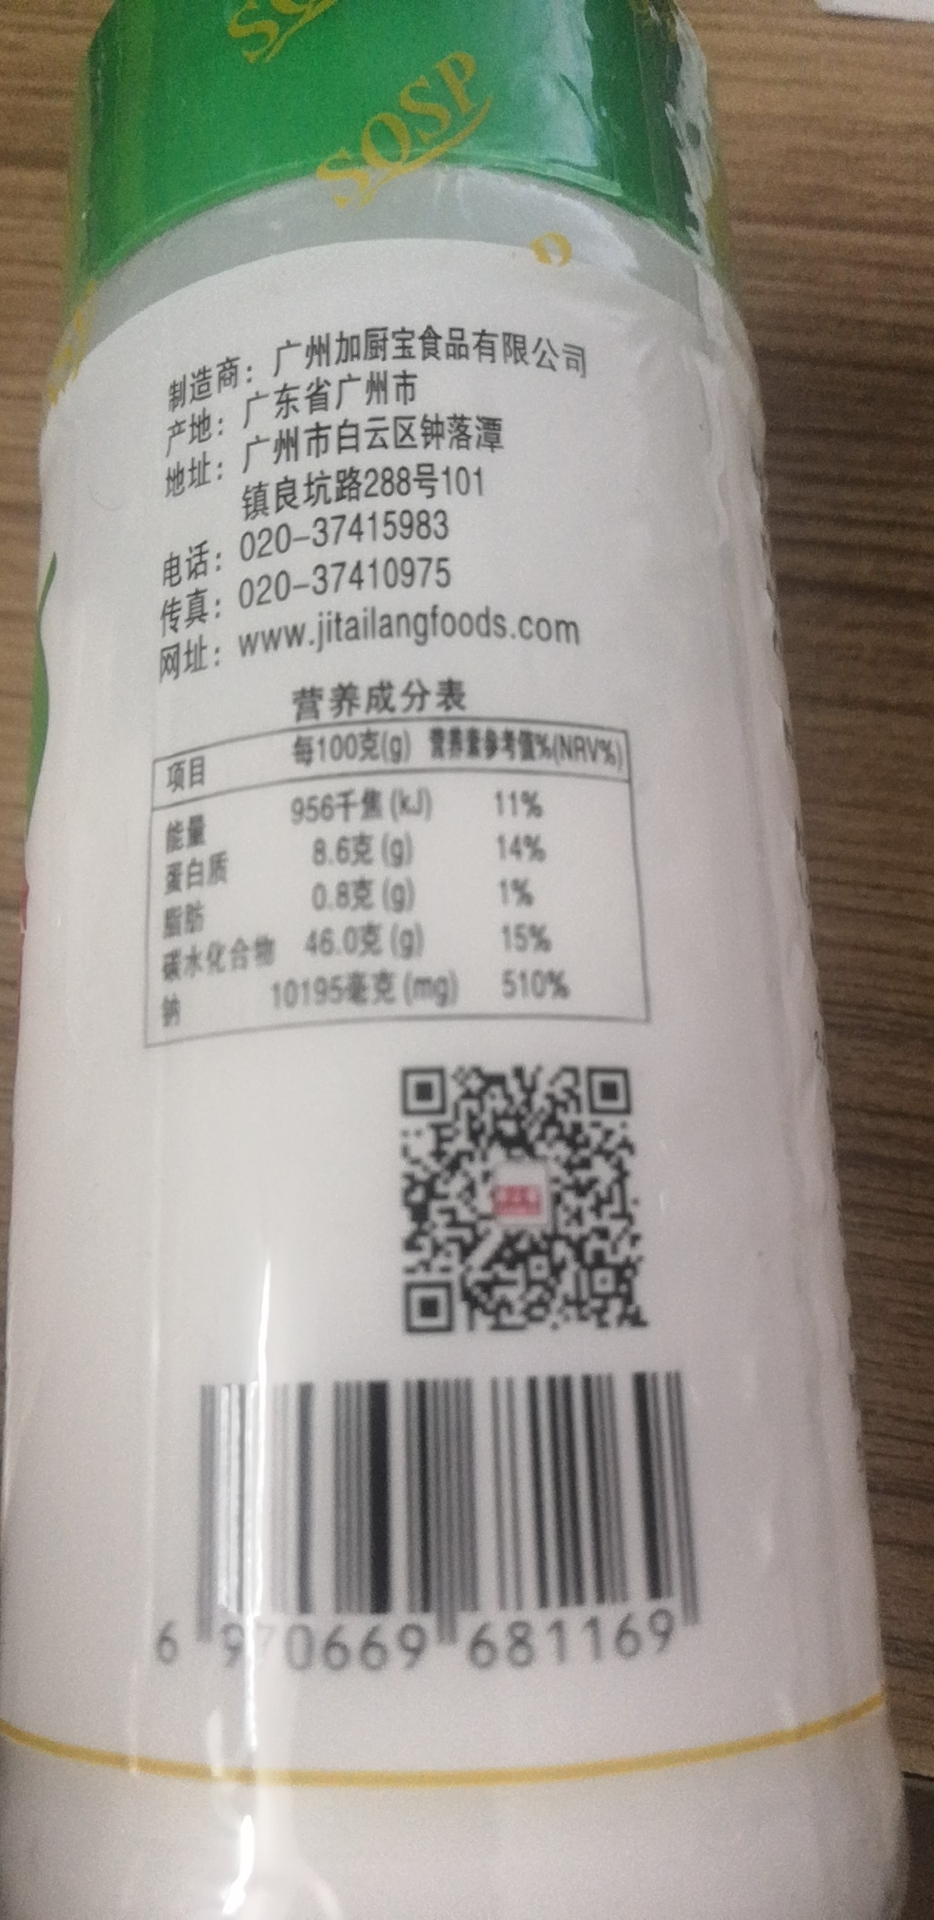 SQSP
制造商：广州加厨宝食品有限公司
产地：广东省广州市
地址：广州市白云区钟落潭
镇良坑路288号101
电话：020-37415983
传真：020-37410975
网址：www.jitailangfoods.com
营养成分表
项目 每100克(g) 营养素参考值%(NRV%)
能量 956千焦(kJ) 11%
蛋白质 8.6克(g) 14%
脂肪 0.8克(g) 1%
碳水化合物 46.0克(g) 15%
钠 10195毫克(mg) 510%
6 970669 681169